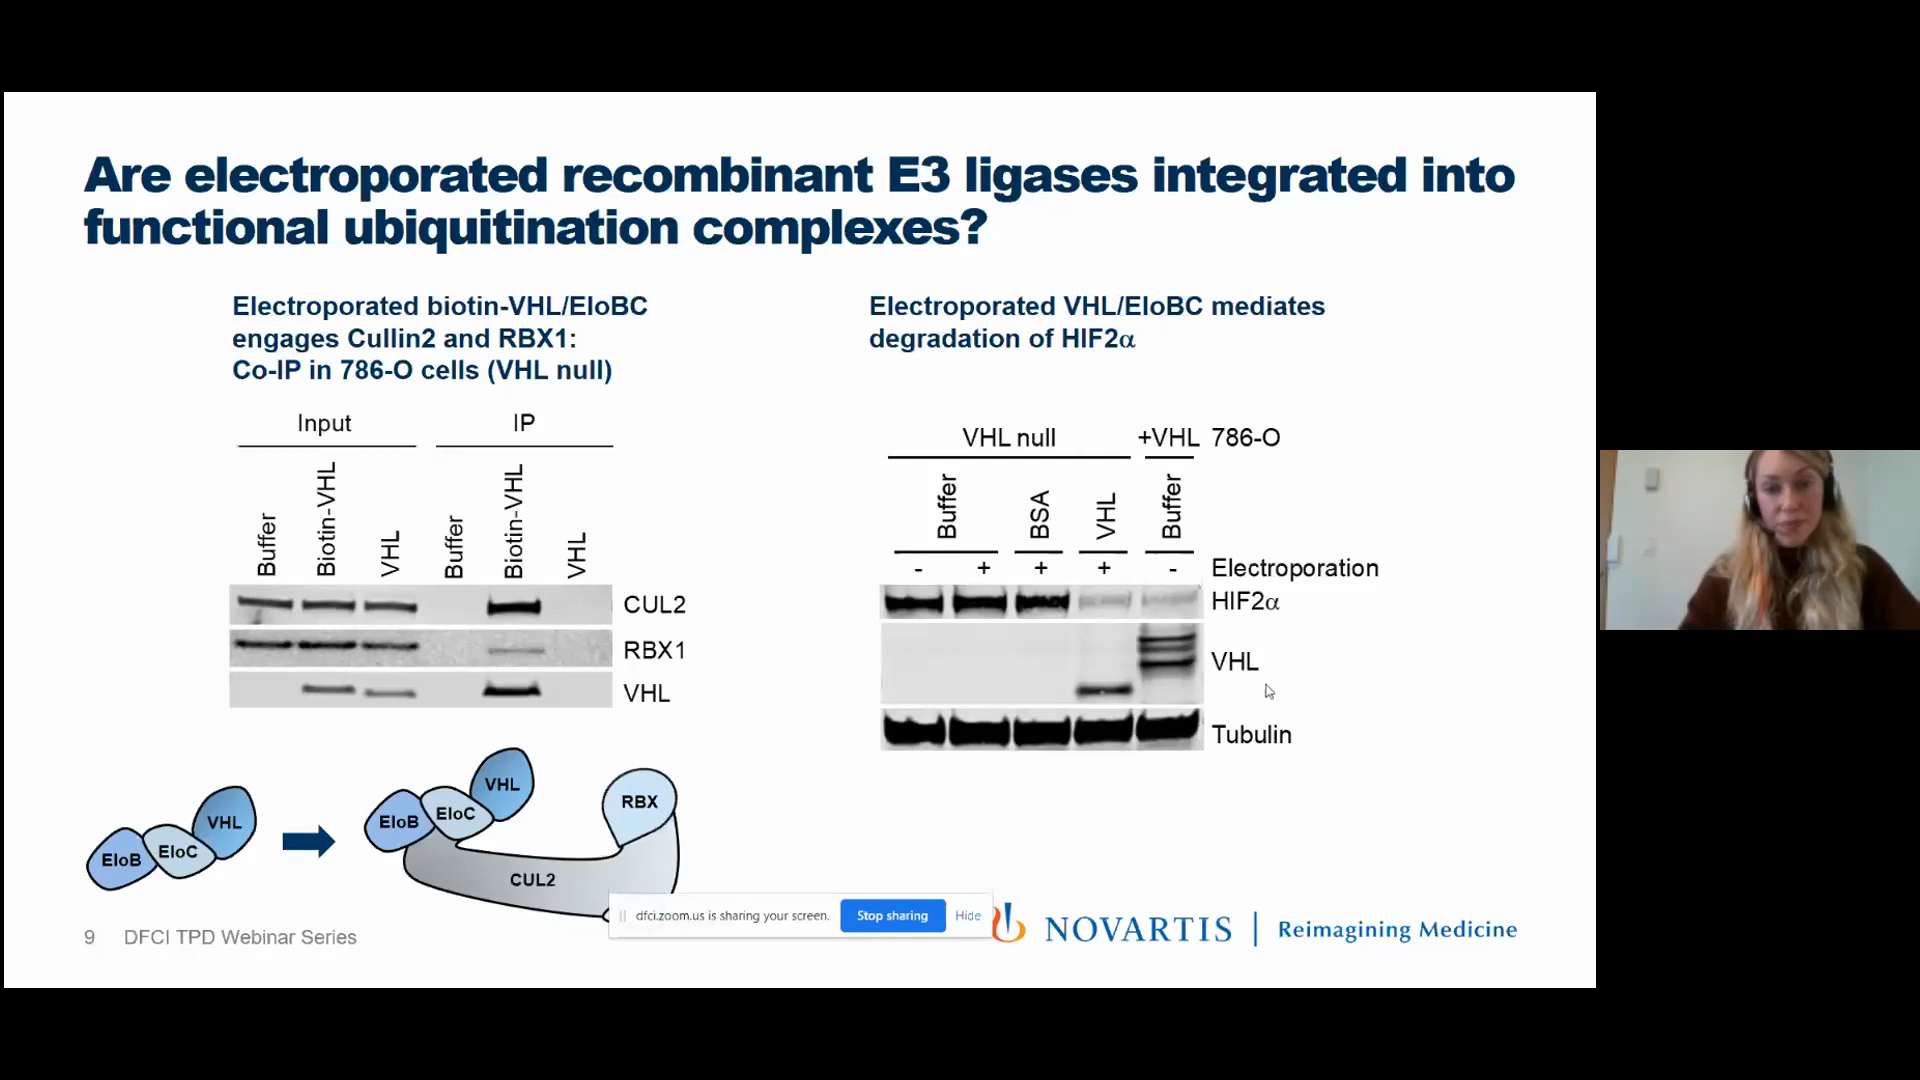 Are electroporated recombinant E3 ligases integrated into
functional ubiquitination complexes?
Electroporated biotin-VHL/EloBC
engages Cullin2 and RBX1:
Co-IP in 786-O cells (VHL null)
Input IP
Buffer Biotin-VHL VHL Buffer Biotin-VHL VHL
CUL2
RBX1
VHL
EloB EloC VHL
EloB EloC VHL RBX
CUL2
Electroporated VHL/EloBC mediates
degradation of HIF2α
VHL null +VHL 786-O
Buffer BSA VHL Buffer
- + + + - Electroporation
HIF2α
VHL
Tubulin
dfci.zoom.us is sharing your screen. Stop sharing Hide
9 DFCI TPD Webinar Series
NOVARTIS | Reimagining Medicine